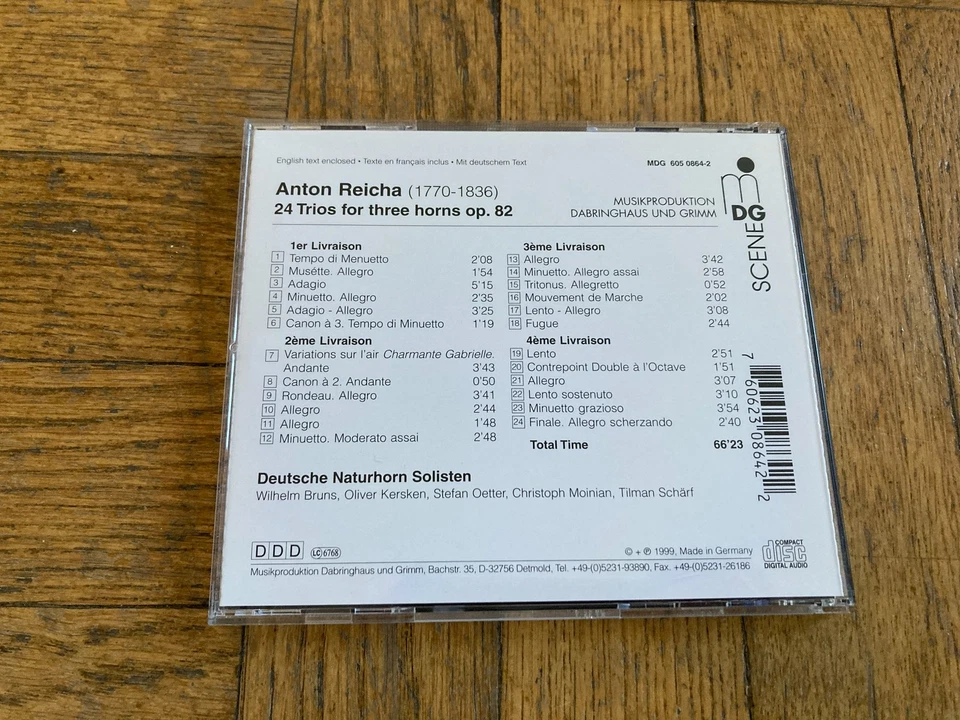 English text enclosed • Texte en français inclus • Mit deutschem Text
MDG 605 0864-2
Anton Reicha (1770-1836)
24 Trios for three horns op. 82
MUSIKPRODUKTION
DABRINGHAUS UND GRIMM
MDG
SCENE
1er Livraison
1 Tempo di Menuetto 2'08
2 Musétte. Allegro 1'54
3 Adagio 5'15
4 Minuetto. Allegro 2'35
5 Adagio - Allegro 3'25
6 Canon à 3. Tempo di Minuetto 1'19
2ème Livraison
7 Variations sur l'air Charmante Gabrielle.
Andante 3'43
8 Canon à 2. Andante 0'50
9 Rondeau. Allegro 3'41
10 Allegro 2'44
11 Allegro 1'48
12 Minuetto. Moderato assai 2'48
3ème Livraison
13 Allegro 3'42
14 Minuetto. Allegro assai 2'58
15 Tritonus. Allegretto 0'52
16 Mouvement de Marche 2'02
17 Lento - Allegro 3'08
18 Fugue 2'44
4ème Livraison
19 Lento 2'51
20 Contrepoint Double à l'Octave 1'51
21 Allegro 3'07
22 Lento sostenuto 3'10
23 Minuetto grazioso 3'54
24 Finale. Allegro scherzando 2'40
Total Time 66'23
7 60623 08642 2
Deutsche Naturhorn Solisten
Wilhelm Bruns, Oliver Kersken, Stefan Oetter, Christoph Moinian, Tilman Schärf
DDD LC 6768
© + ℗ 1999, Made in Germany
COMPACT
disc
DIGITAL AUDIO
Musikproduktion Dabringhaus und Grimm, Bachstr. 35, D-32756 Detmold, Tel. +49-(0)5231-93890, Fax. +49-(0)5231-26186